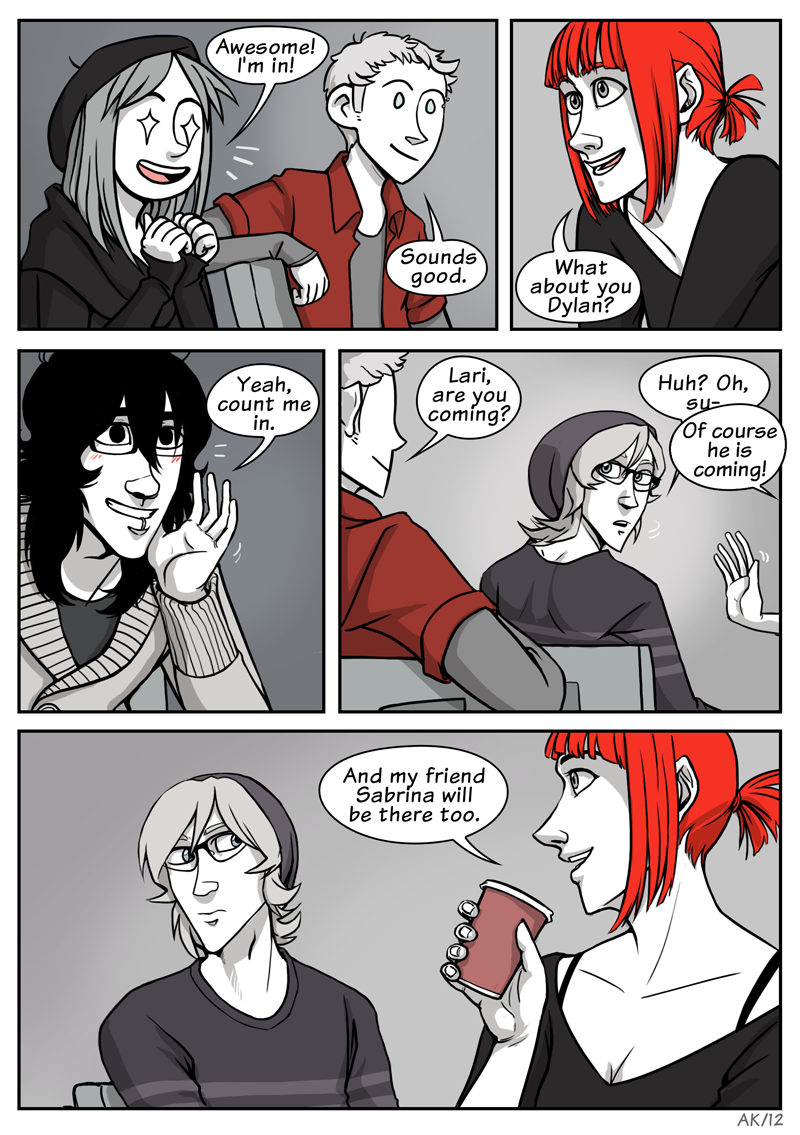 Awesome!
I'm in!
Sounds
good.
What
about you
Dylan?
Yeah,
count me
in.
Lari,
are you
coming?
Huh? Oh,
su-
Of course
he is
coming!
And my friend
Sabrina will
be there too.
AK/12